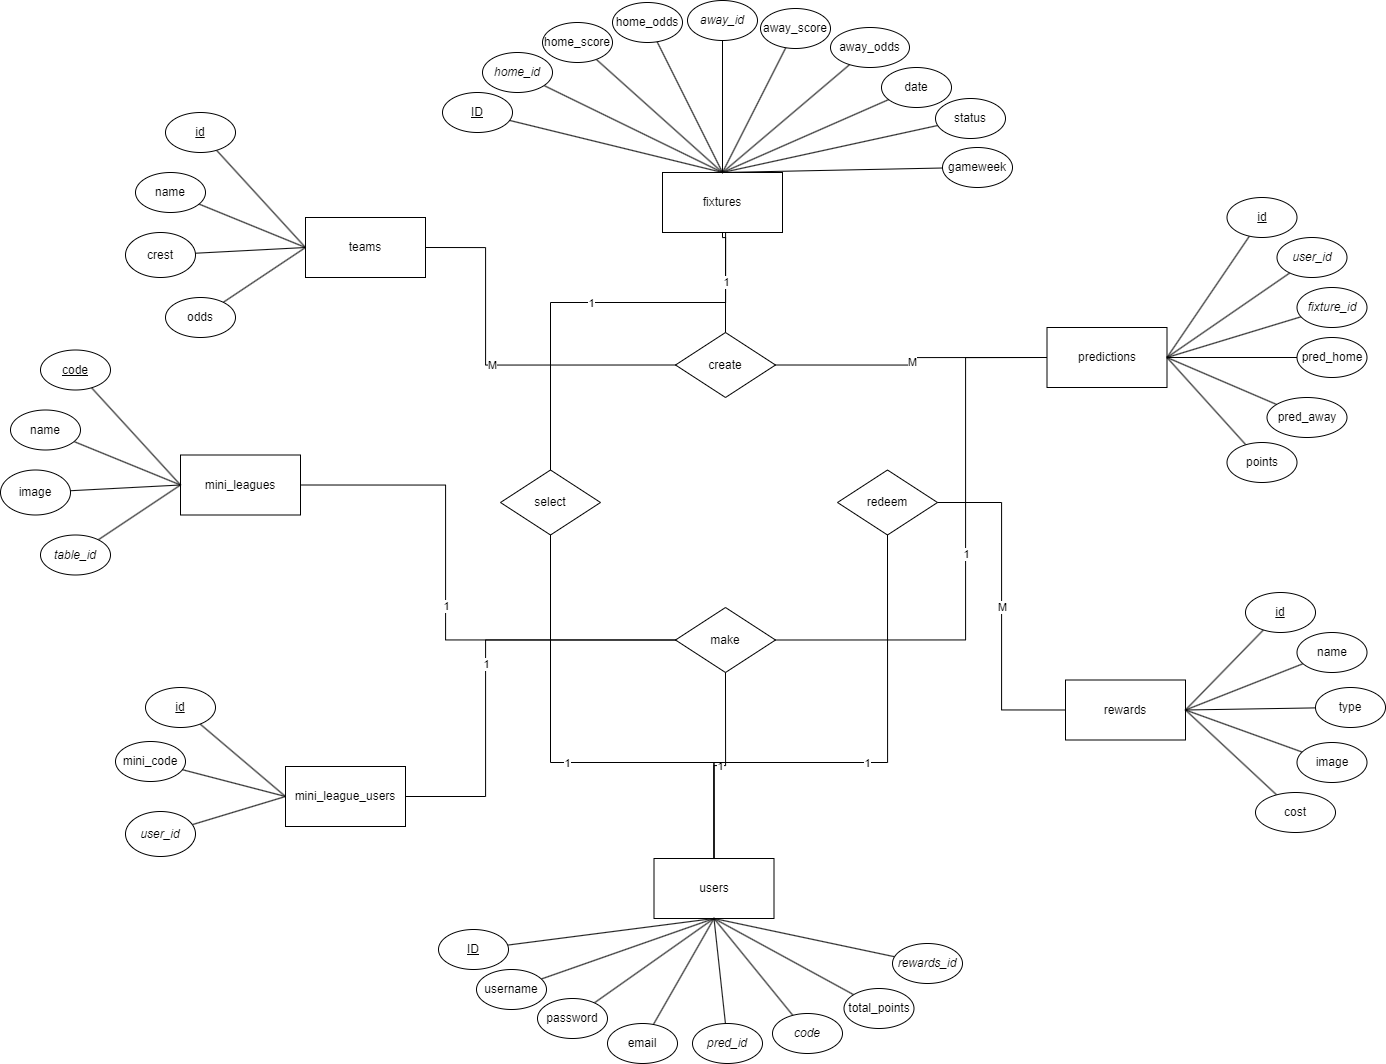 home_odds
away_id
away_score
home_score
away_odds
home_id
date
ID
status
gameweek
fixtures
id
name
crest
odds
teams
id
user_id
fixture_id
pred_home
pred_away
points
predictions
1
1
create
M
M
code
name
image
table_id
mini_leagues
select
redeem
1
1
M
make
1
id
name
type
image
cost
rewards
id
mini_code
user_id
mini_league_users
1
1
1
users
ID
username
password
email
pred_id
code
total_points
rewards_id